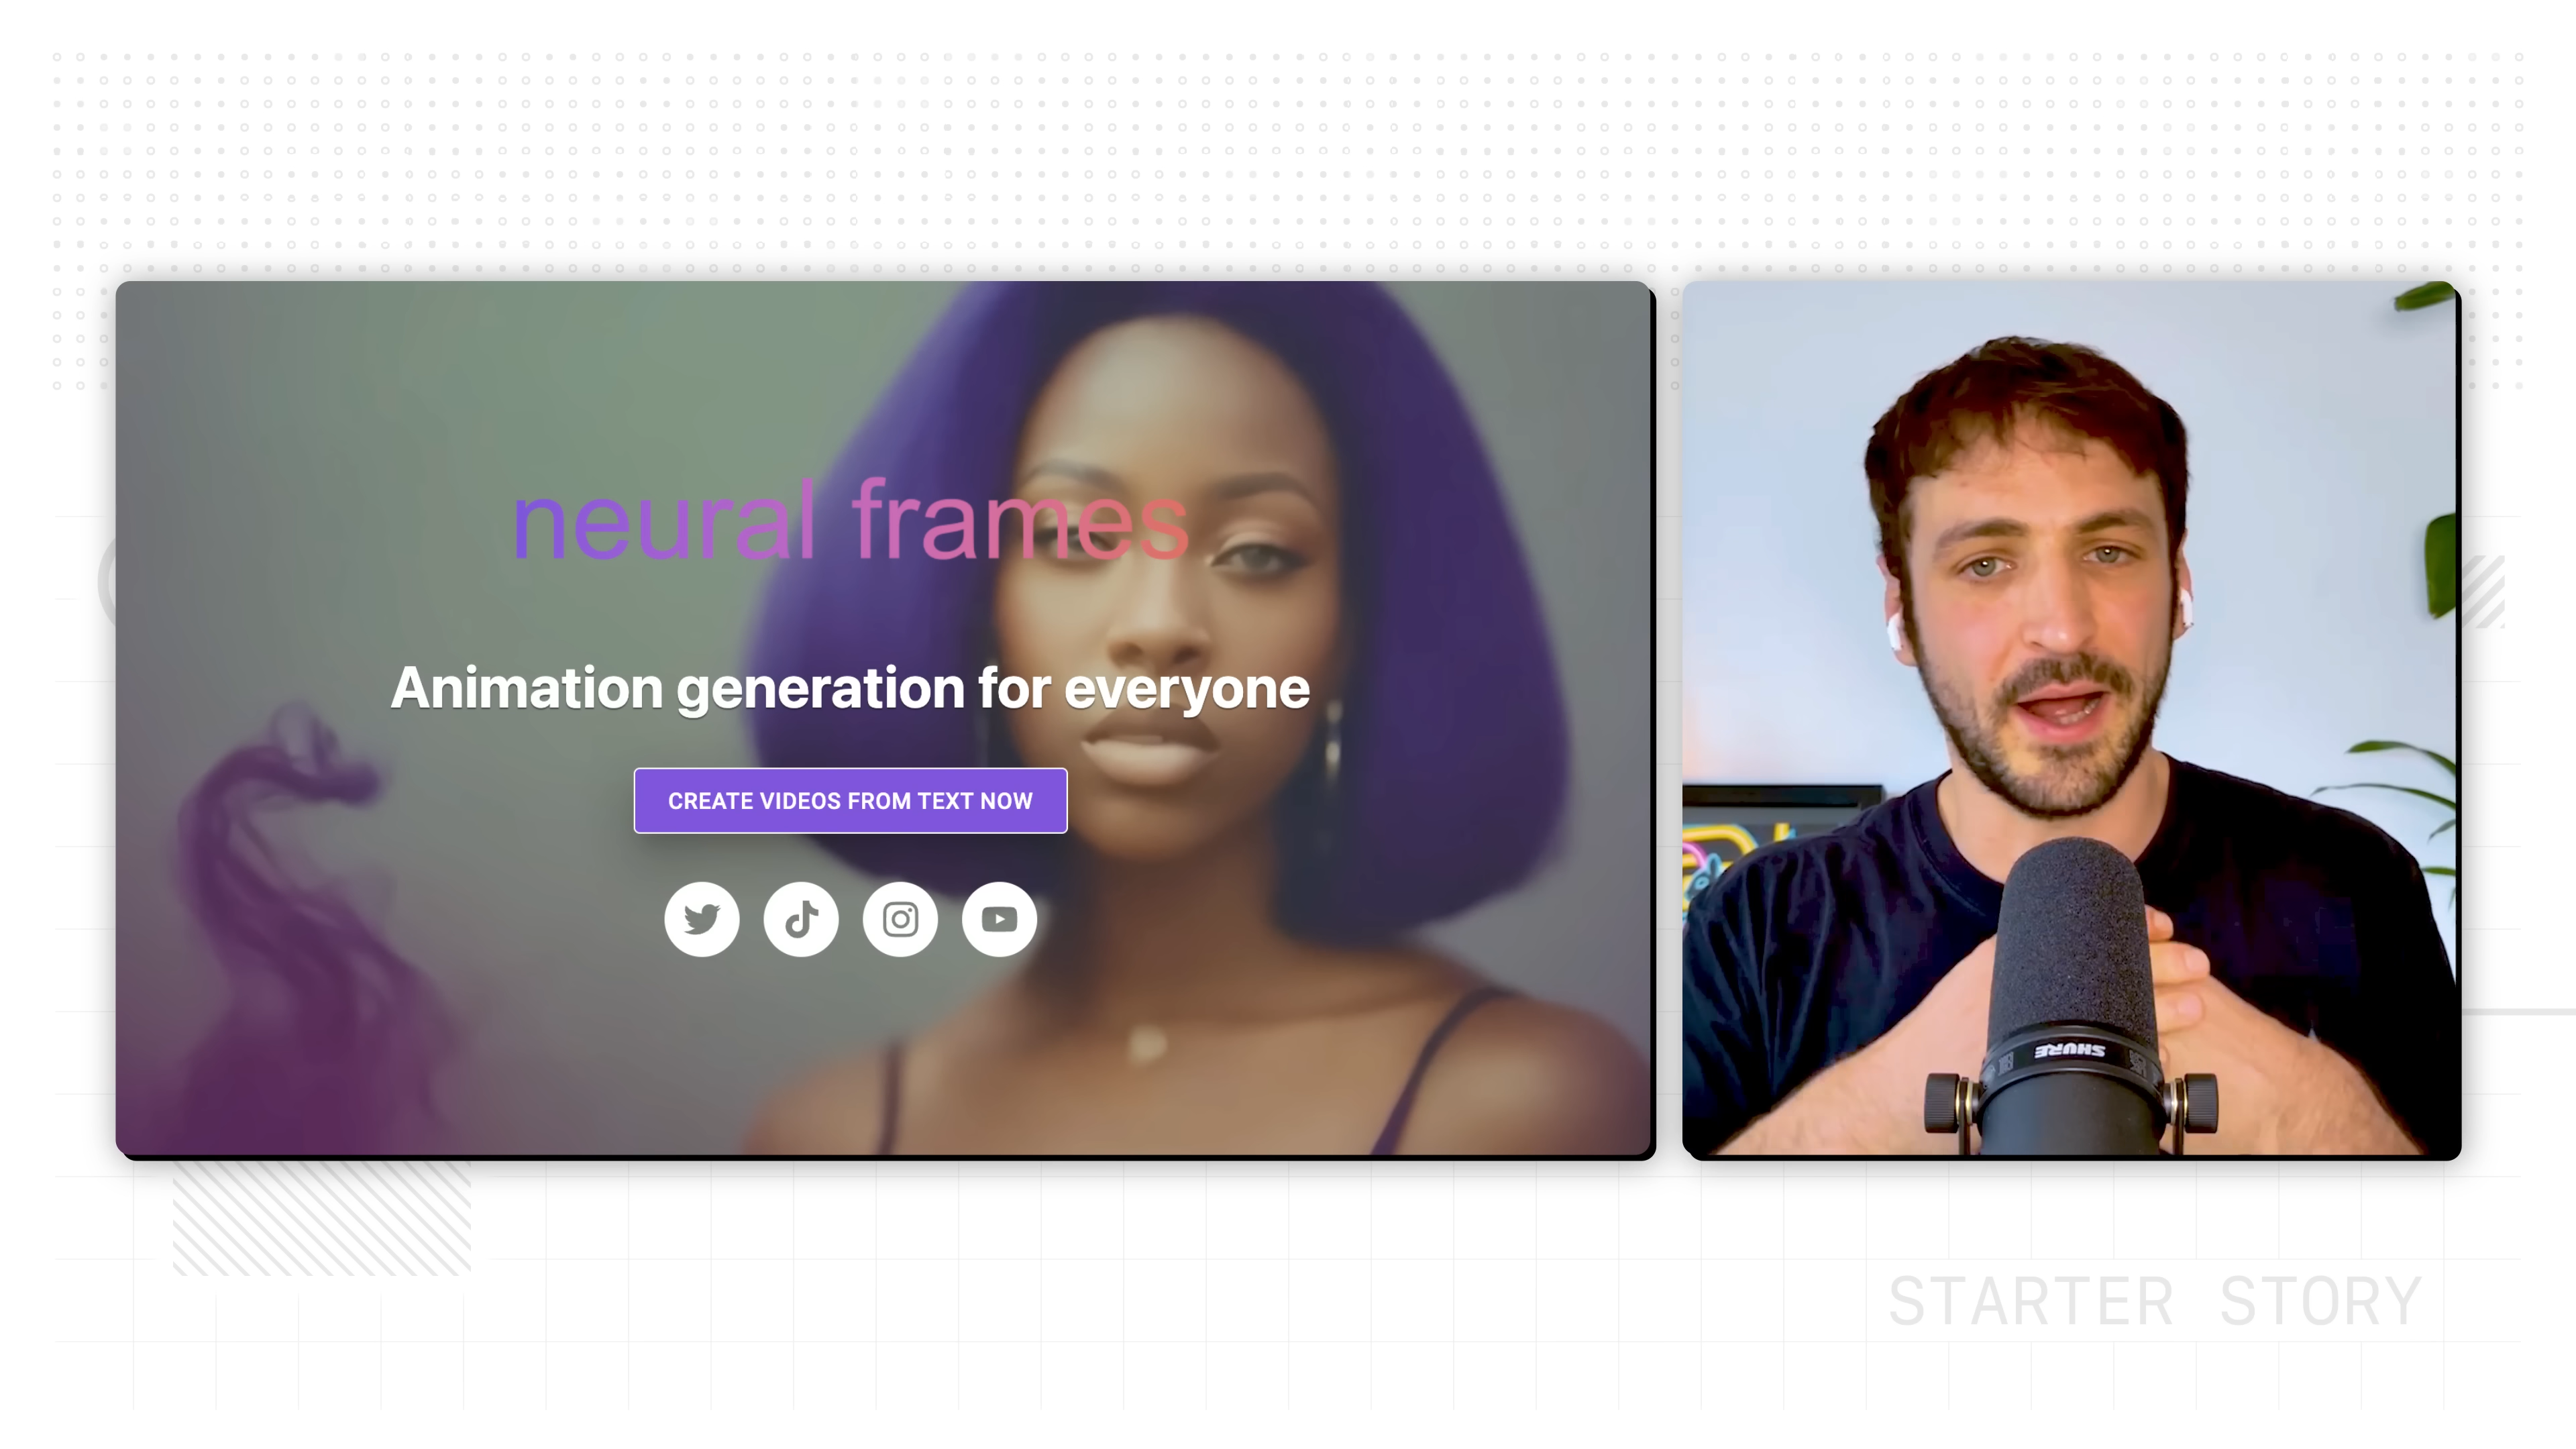 neural frames
Animation generation for everyone
CREATE VIDEOS FROM TEXT NOW
SHURE
STARTER STORY